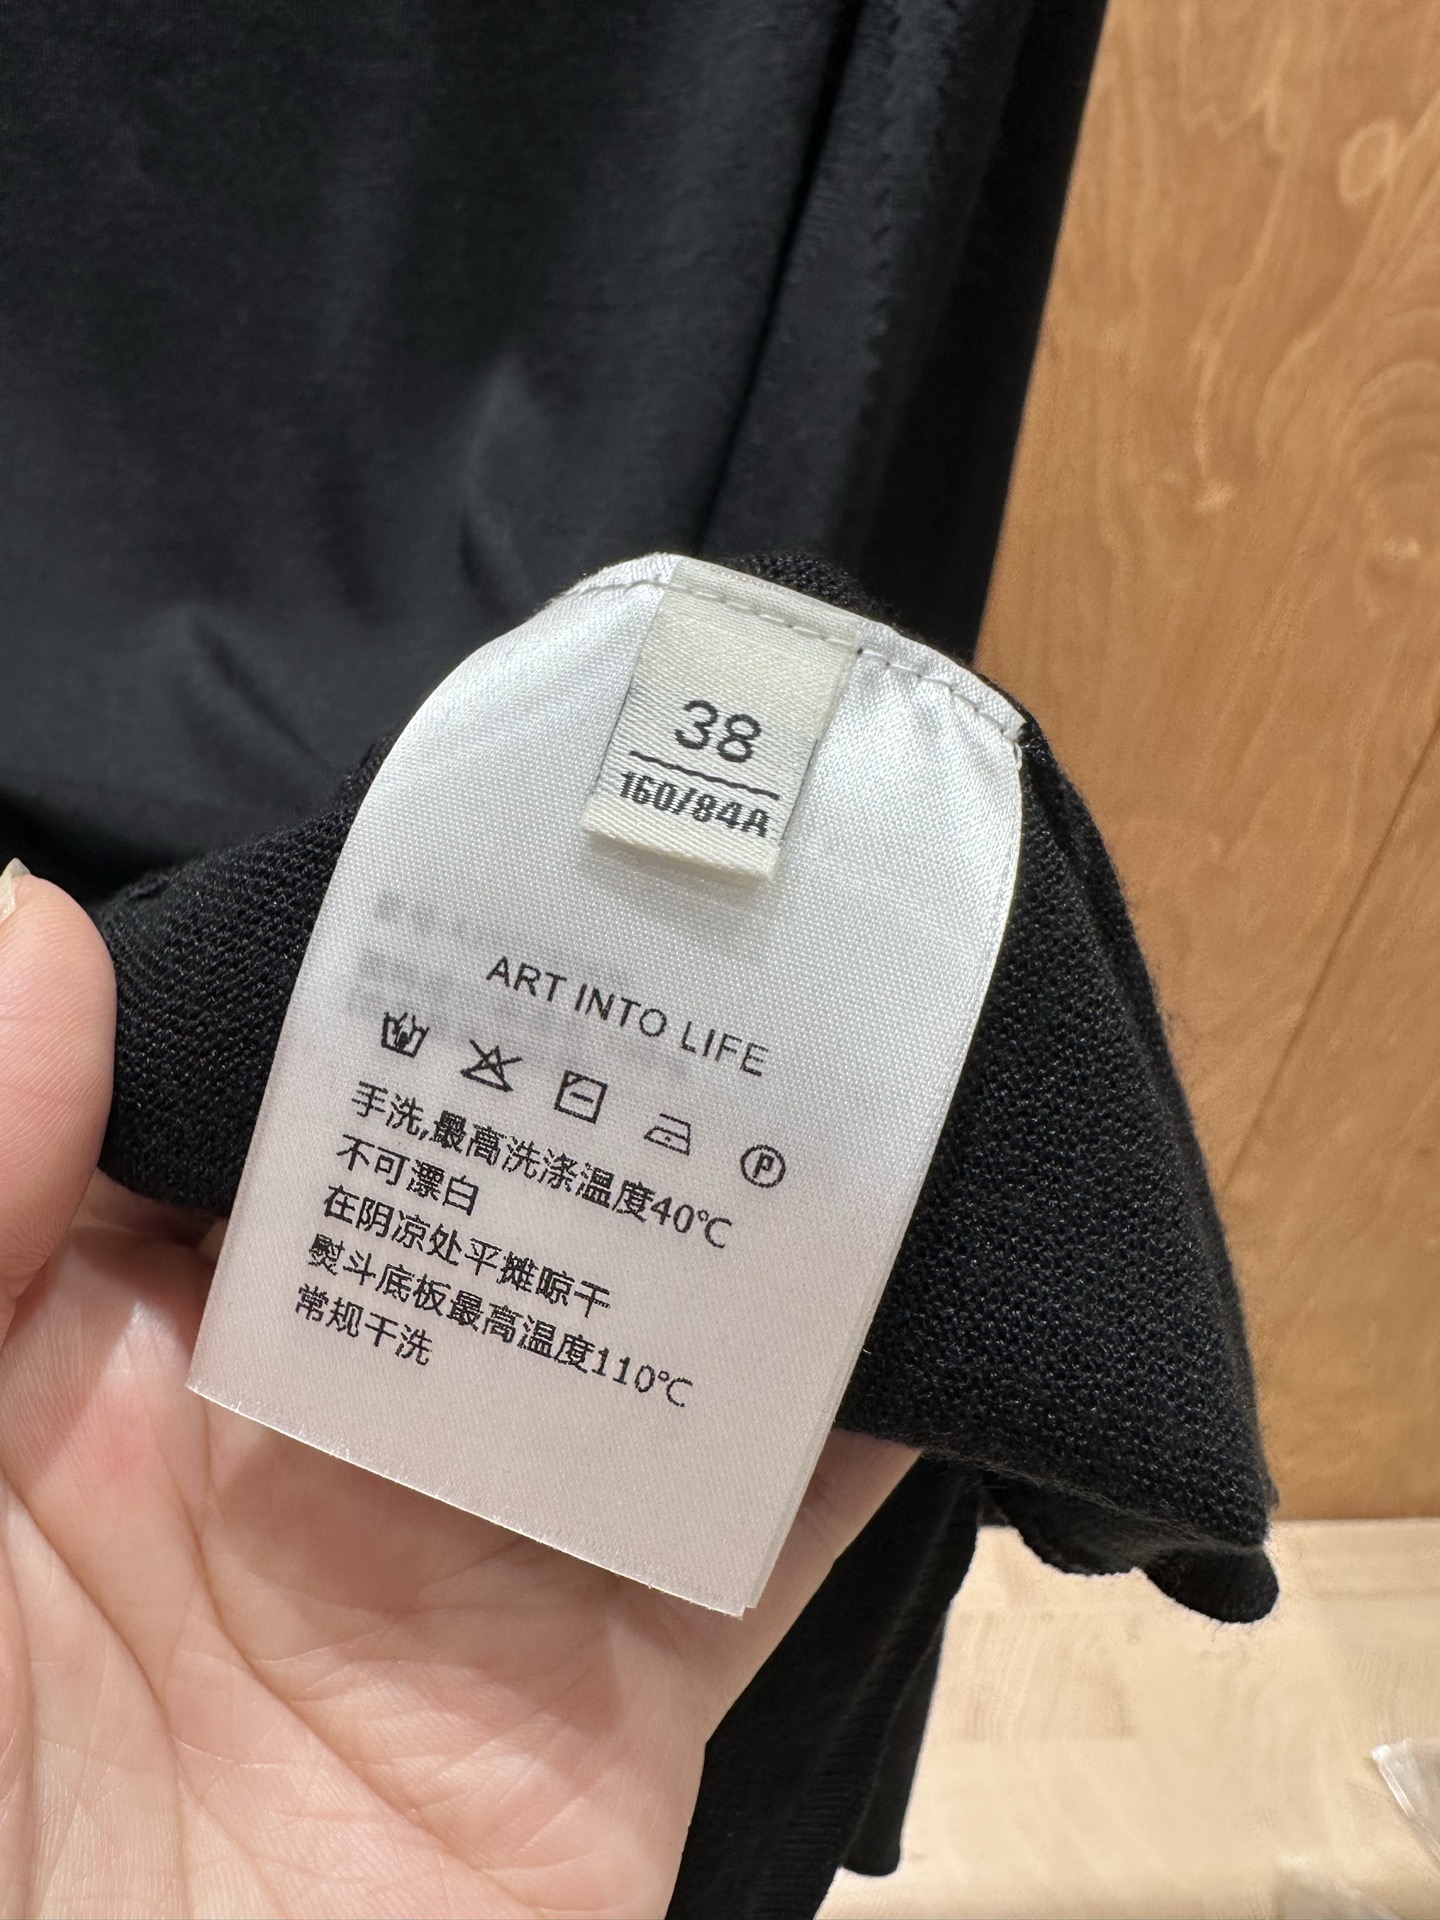 38
160/84A
ART INTO LIFE
P
手洗,最高洗涤温度40℃
不可漂白
在阴凉处平摊晾干
熨斗底板最高温度110℃
常规干洗